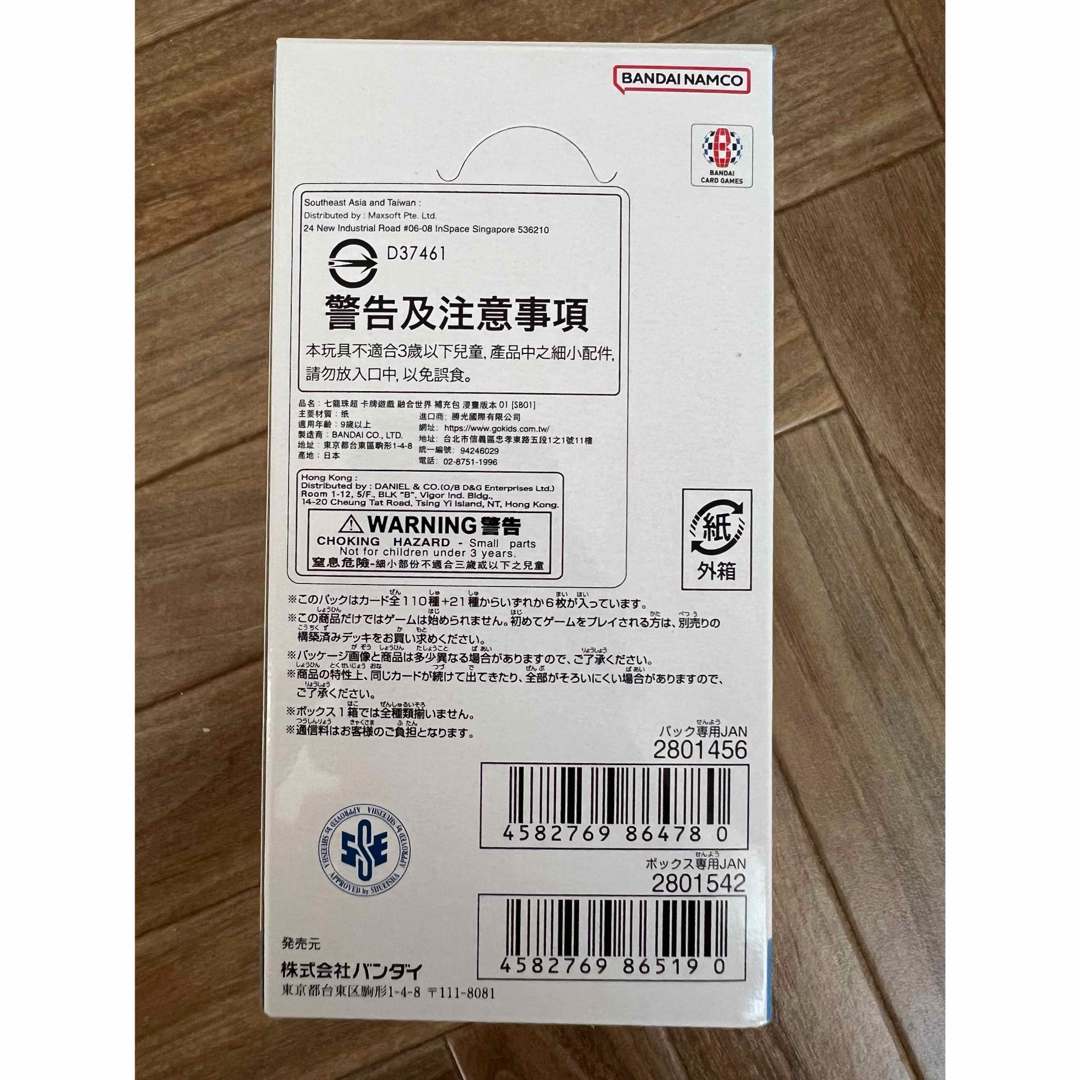 BANDAI NAMCO
BANDAI
CARD GAMES
Southeast Asia and Taiwan :
Distributed by : Maxsoft Pte. Ltd.
24 New Industrial Road #06-08 InSpace Singapore 536210
D37461
警告及注意事項
本玩具不適合3歲以下兒童, 產品中之細小配件,
請勿放入口中, 以免誤食。
品名 : 七龍珠超 卡牌遊戲 融合世界 補充包 漫畫版本 01 [SB01]
主要材質 : 紙
適用年齡 : 9歲以上
製造商 : BANDAI CO., LTD.
地址 : 東京都台東區駒形1-4-8
產地 : 日本
進口商: 勝光國際有限公司
網址: https://www.gokids.com.tw/
地址: 台北市信義區忠孝東路五段1之1號11樓
統一編號: 94246029
電話: 02-8751-1996
Hong Kong :
Distributed by : DANIEL & CO.(O/B D&G Enterprises Ltd.)
Room 1-12, 5/F., BLK "B", Vigor Ind. Bldg.,
14-20 Cheung Tat Road, Tsing Yi Island, NT, Hong Kong.
WARNING 警告
CHOKING HAZARD - Small parts
Not for children under 3 years.
窒息危險-細小部份不適合三歲或以下之兒童
紙
外箱
※このパックはカード全110種+21種からいずれか6枚が入っています。
※この商品だけではゲームは始められません。初めてゲームをプレイされる方は、別売りの
構築済みデッキをお買い求めください。
※パッケージ画像と商品は多少異なる場合がありますので、ご了承ください。
※商品の特性上、同じカードが続けて出てきたり、全部がそろいにくい場合がありますので、
ご了承ください。
※ボックス1箱では全種類揃いません。
※通信料はお客様のご負担となります。
パック専用JAN
2801456
4582769 86478 0
ボックス専用JAN
2801542
4582769 86519 0
APPROVED by SHUEISHA
発売元
株式会社バンダイ
東京都台東区駒形1-4-8 〒111-8081